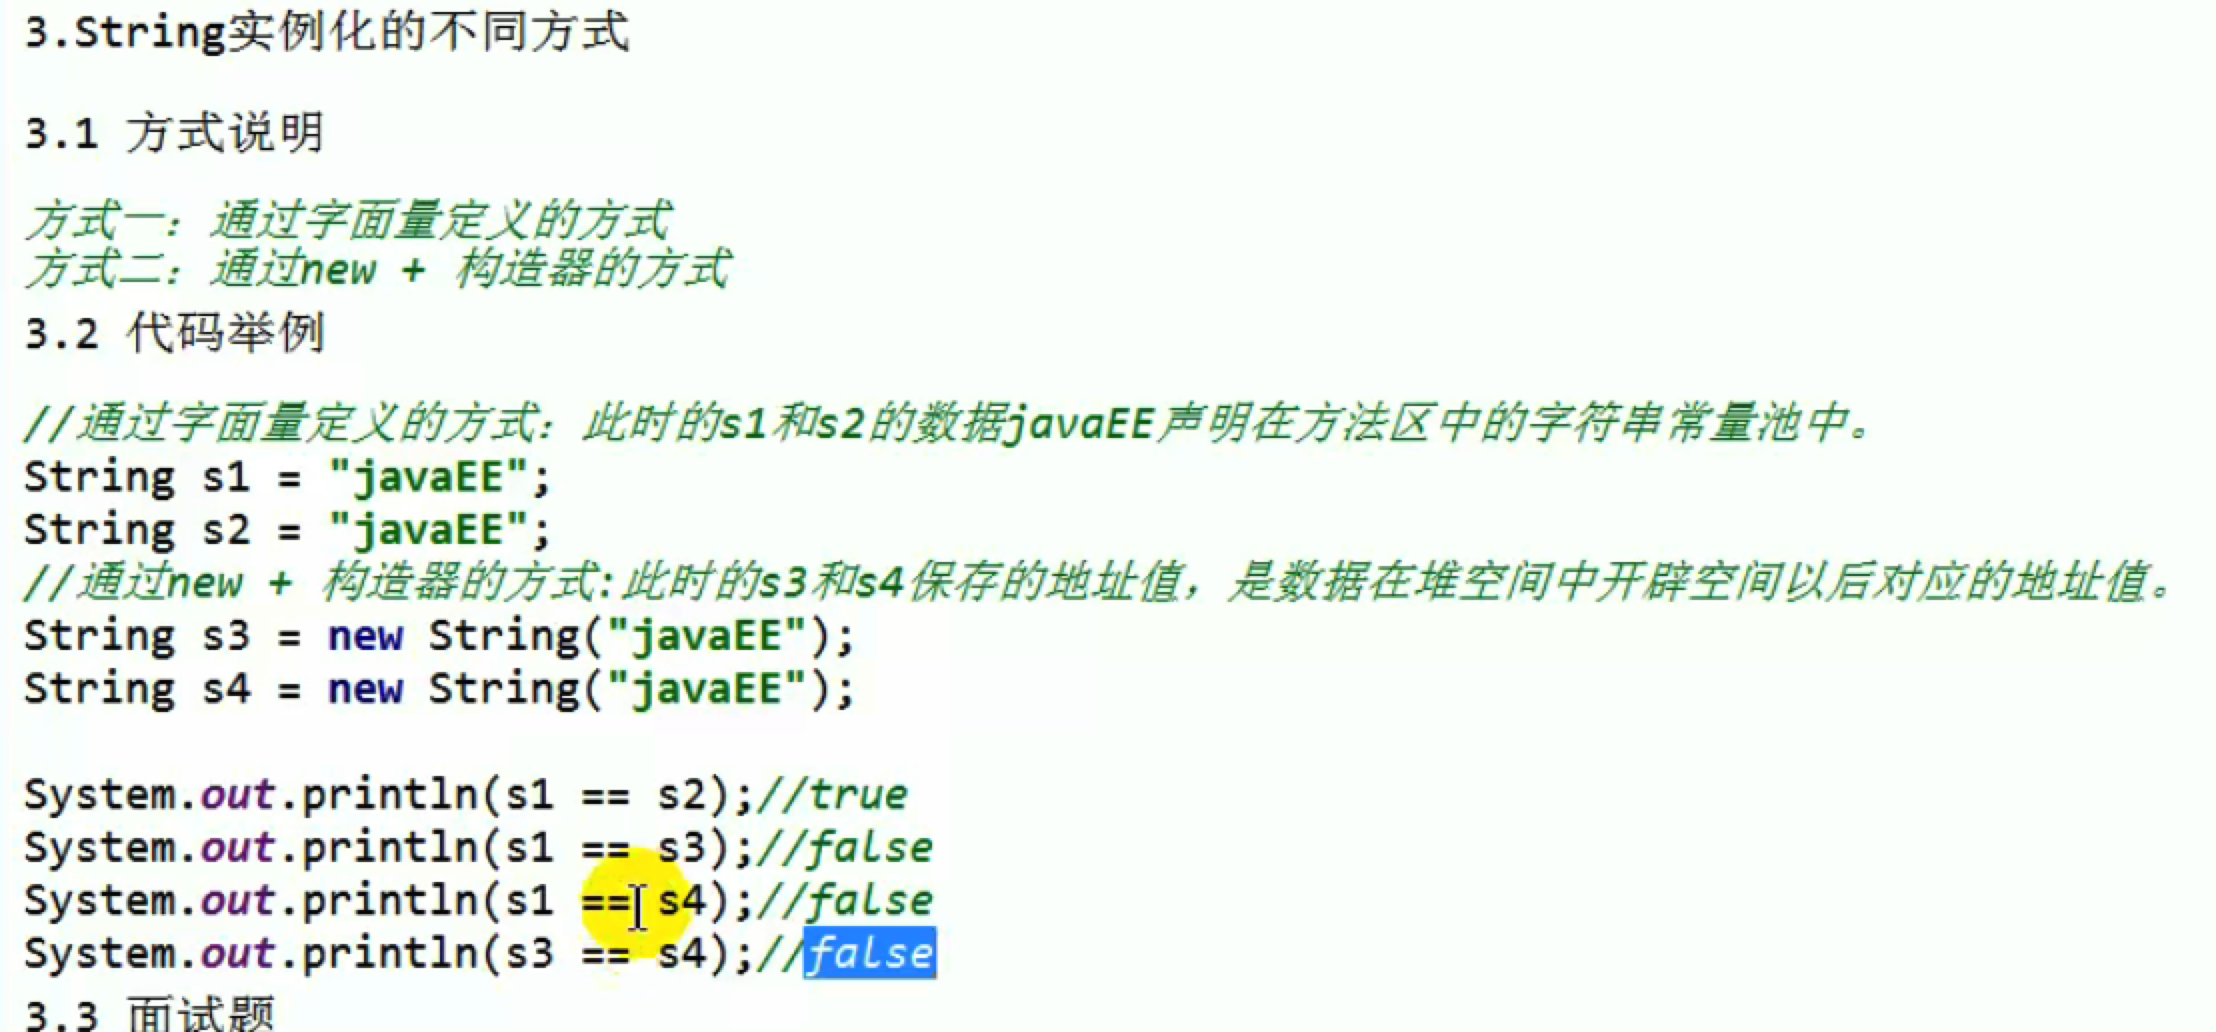 3.String实例化的不同方式
3.1 方式说明
方式一：通过字面量定义的方式
方式二：通过new + 构造器的方式
3.2 代码举例
//通过字面量定义的方式：此时的s1和s2的数据javaEE声明在方法区中的字符串常量池中。
String s1 = "javaEE";
String s2 = "javaEE";
//通过new + 构造器的方式:此时的s3和s4保存的地址值，是数据在堆空间中开辟空间以后对应的地址值。
String s3 = new String("javaEE");
String s4 = new String("javaEE");
System.out.println(s1 == s2);//true
System.out.println(s1 == s3);//false
System.out.println(s1 == s4);//false
System.out.println(s3 == s4);//false
3.3 面试题